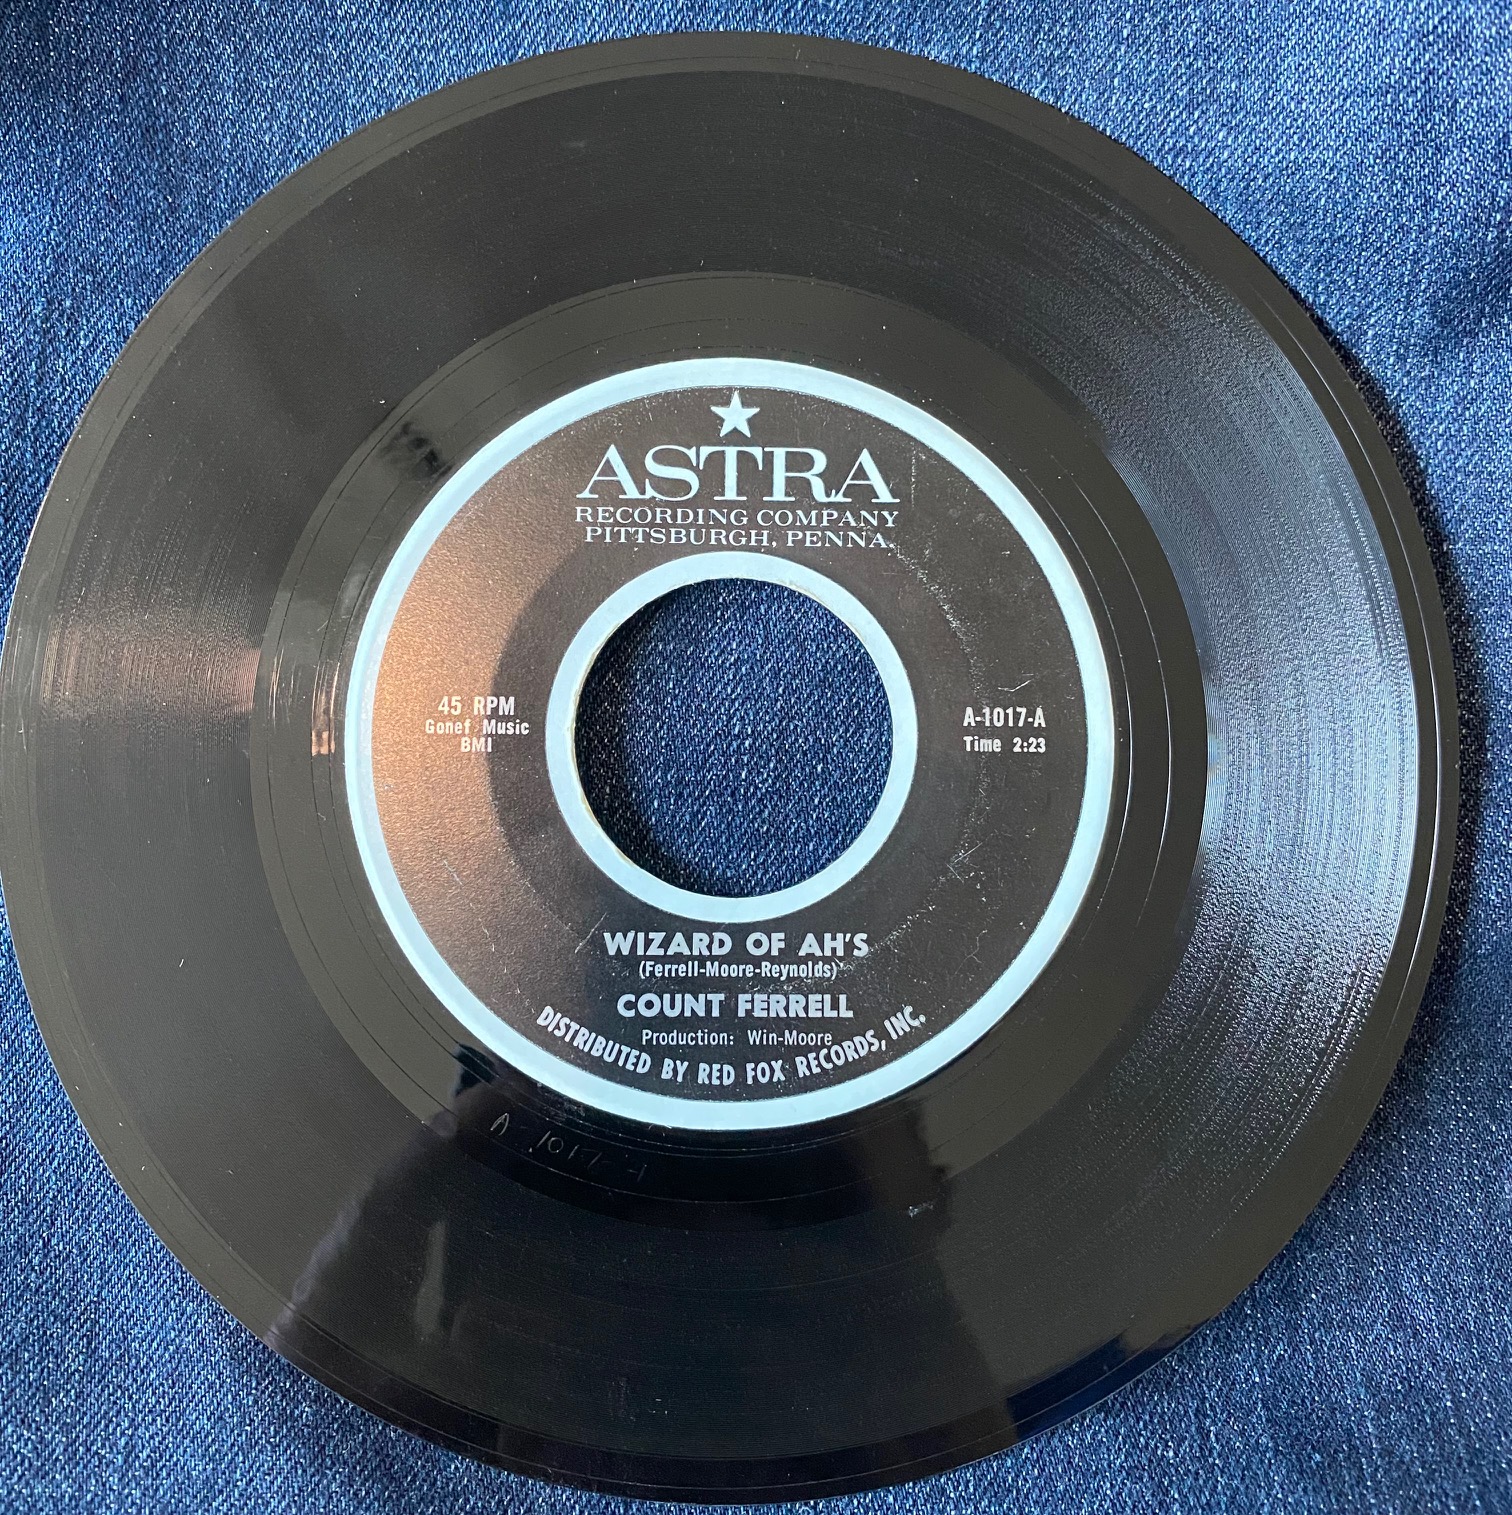 ASTRA
RECORDING COMPANY
PITTSBURGH, PENNA.
45 RPM
Gonef Music
BMI
A-1017-A
Time 2:23
WIZARD OF AH'S
(Ferrell-Moore-Reynolds)
COUNT FERRELL
Production: Win-Moore
DISTRIBUTED BY RED FOX RECORDS, INC.
A 1017